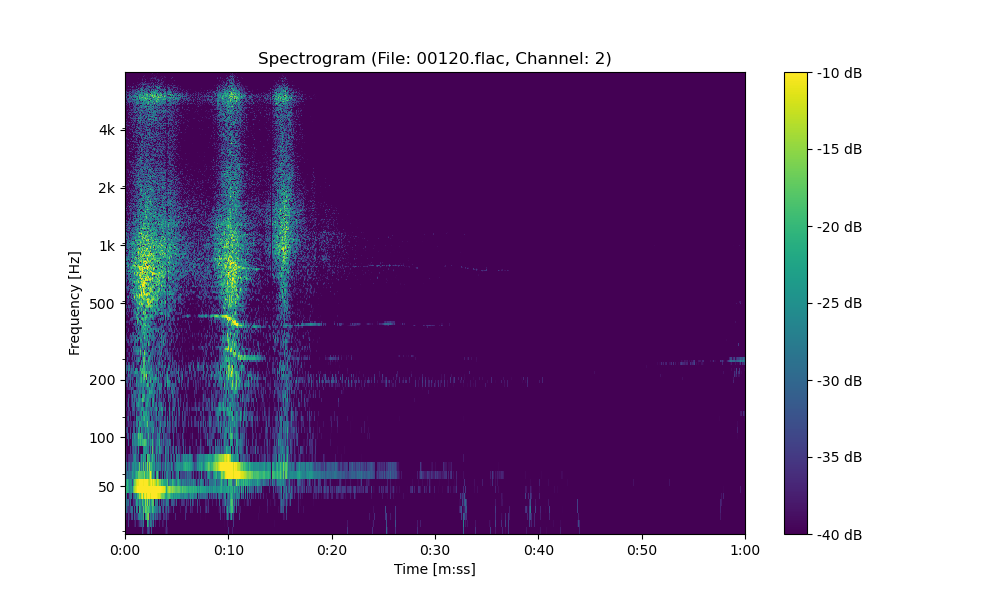 Spectrogram (File: 00120.flac, Channel: 2)
Frequency [Hz]
4k
2k
1k
500
200
100
50
0:00 0:10 0:20 0:30 0:40 0:50 1:00
Time [m:ss]
-10 dB
-15 dB
-20 dB
-25 dB
-30 dB
-35 dB
-40 dB